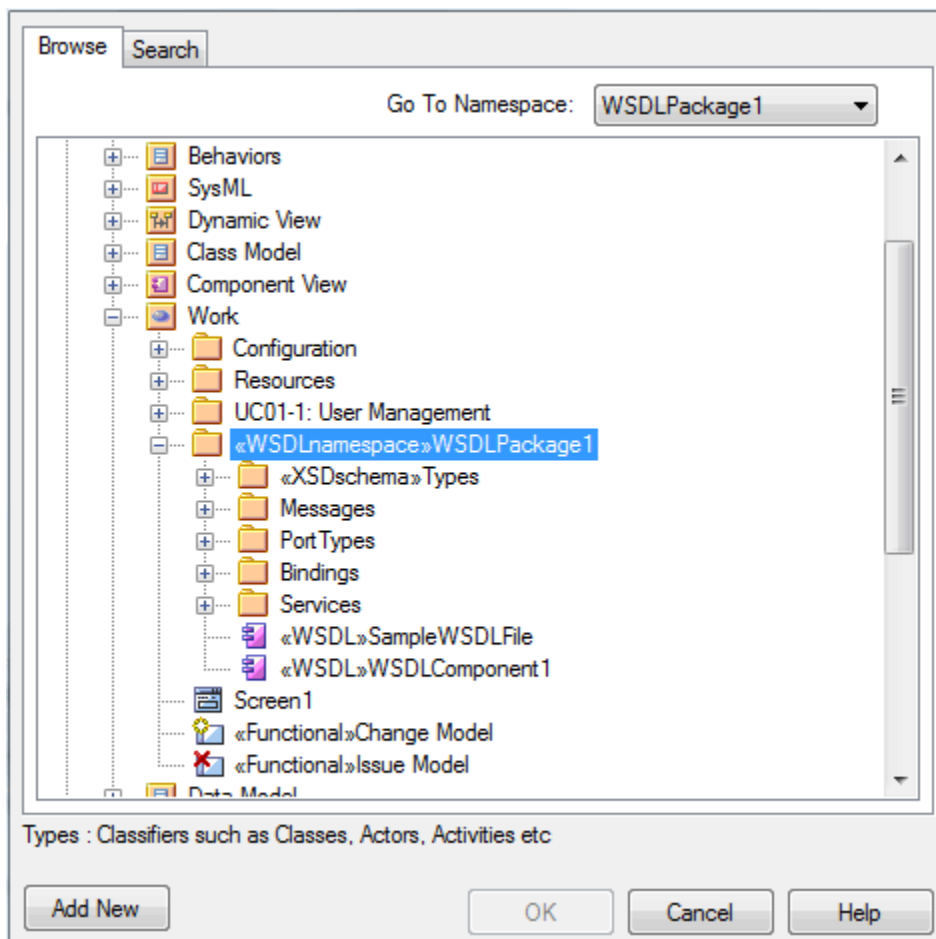 Browse Search
Go To Namespace: WSDLPackage1
Behaviors
SysML
Dynamic View
Class Model
Component View
Work
Configuration
Resources
UC01-1: User Management
«WSDLnamespace»WSDLPackage1
«XSDschema»Types
Messages
PortTypes
Bindings
Services
«WSDL»SampleWSDLFile
«WSDL»WSDLComponent1
Screen1
«Functional»Change Model
«Functional»Issue Model
Data Model
Types : Classifiers such as Classes, Actors, Activities etc
Add New OK Cancel Help